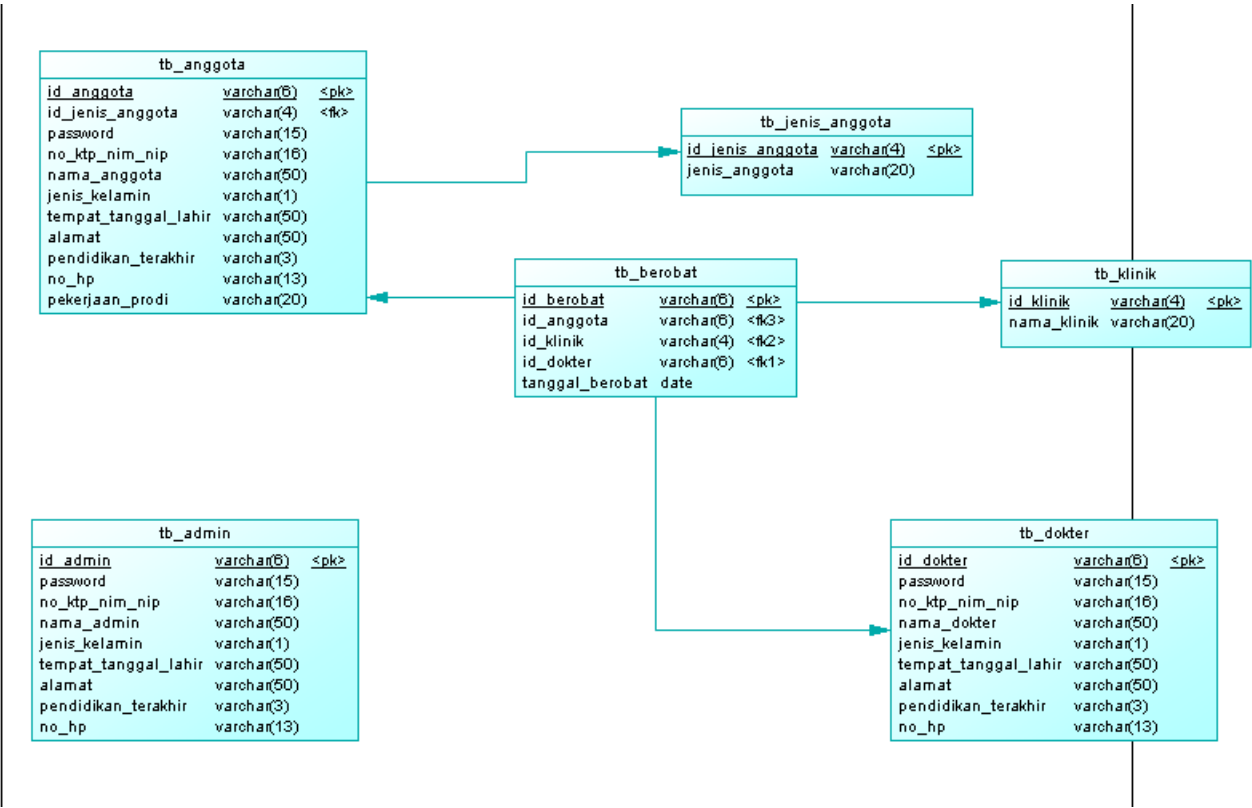 tb_anggota
id_anggota varchar(6) <pk>
id_jenis_anggota varchar(4) <fk>
password varchar(15)
no_ktp_nim_nip varchar(16)
nama_anggota varchar(50)
jenis_kelamin varchar(1)
tempat_tanggal_lahir varchar(50)
alamat varchar(50)
pendidikan_terakhir varchar(3)
no_hp varchar(13)
pekerjaan_prodi varchar(20)
tb_jenis_anggota
id_jenis_anggota varchar(4) <pk>
jenis_anggota varchar(20)
tb_berobat
id_berobat varchar(6) <pk>
id_anggota varchar(6) <fk3>
id_klinik varchar(4) <fk2>
id_dokter varchar(6) <fk1>
tanggal_berobat date
tb_klinik
id_klinik varchar(4) <pk>
nama_klinik varchar(20)
tb_admin
id_admin varchar(6) <pk>
password varchar(15)
no_ktp_nim_nip varchar(16)
nama_admin varchar(50)
jenis_kelamin varchar(1)
tempat_tanggal_lahir varchar(50)
alamat varchar(50)
pendidikan_terakhir varchar(3)
no_hp varchar(13)
tb_dokter
id_dokter varchar(6) <pk>
password varchar(15)
no_ktp_nim_nip varchar(16)
nama_dokter varchar(50)
jenis_kelamin varchar(1)
tempat_tanggal_lahir varchar(50)
alamat varchar(50)
pendidikan_terakhir varchar(3)
no_hp varchar(13)